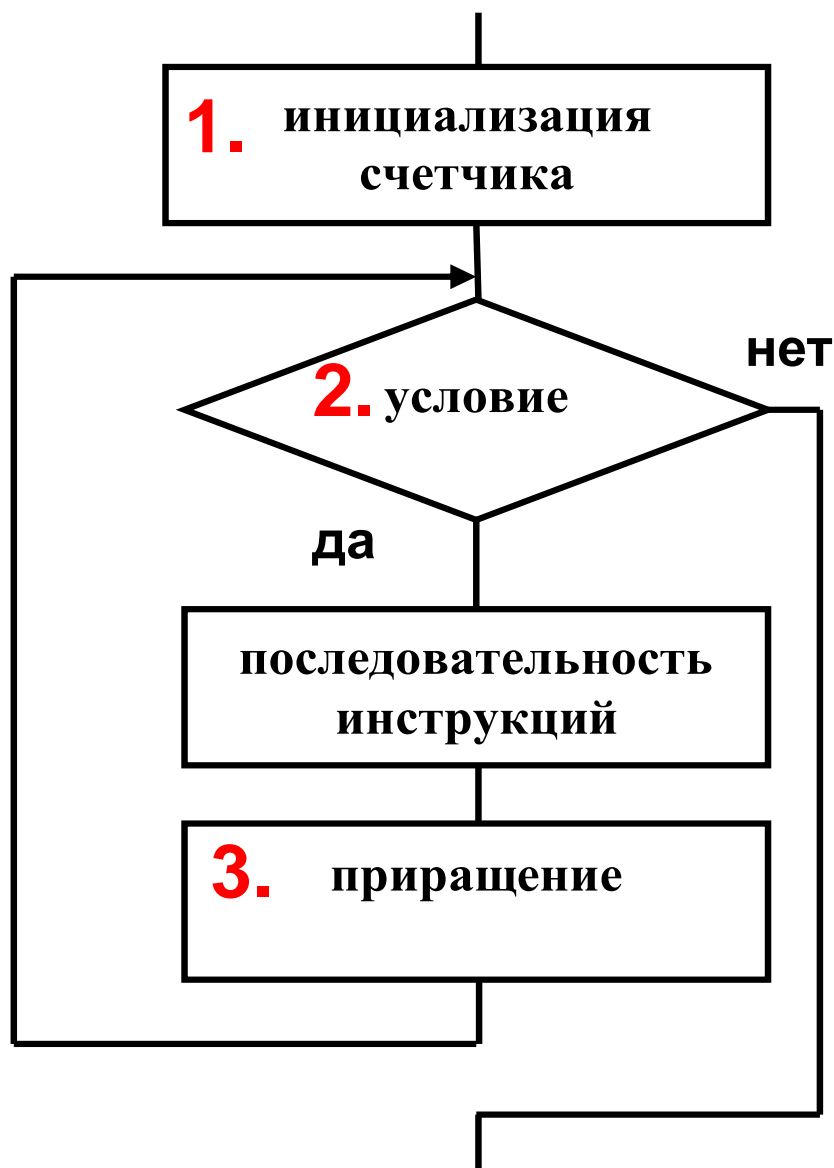 1. инициализация
счетчика
нет
2. условие
да
последовательность
инструкций
3. приращение